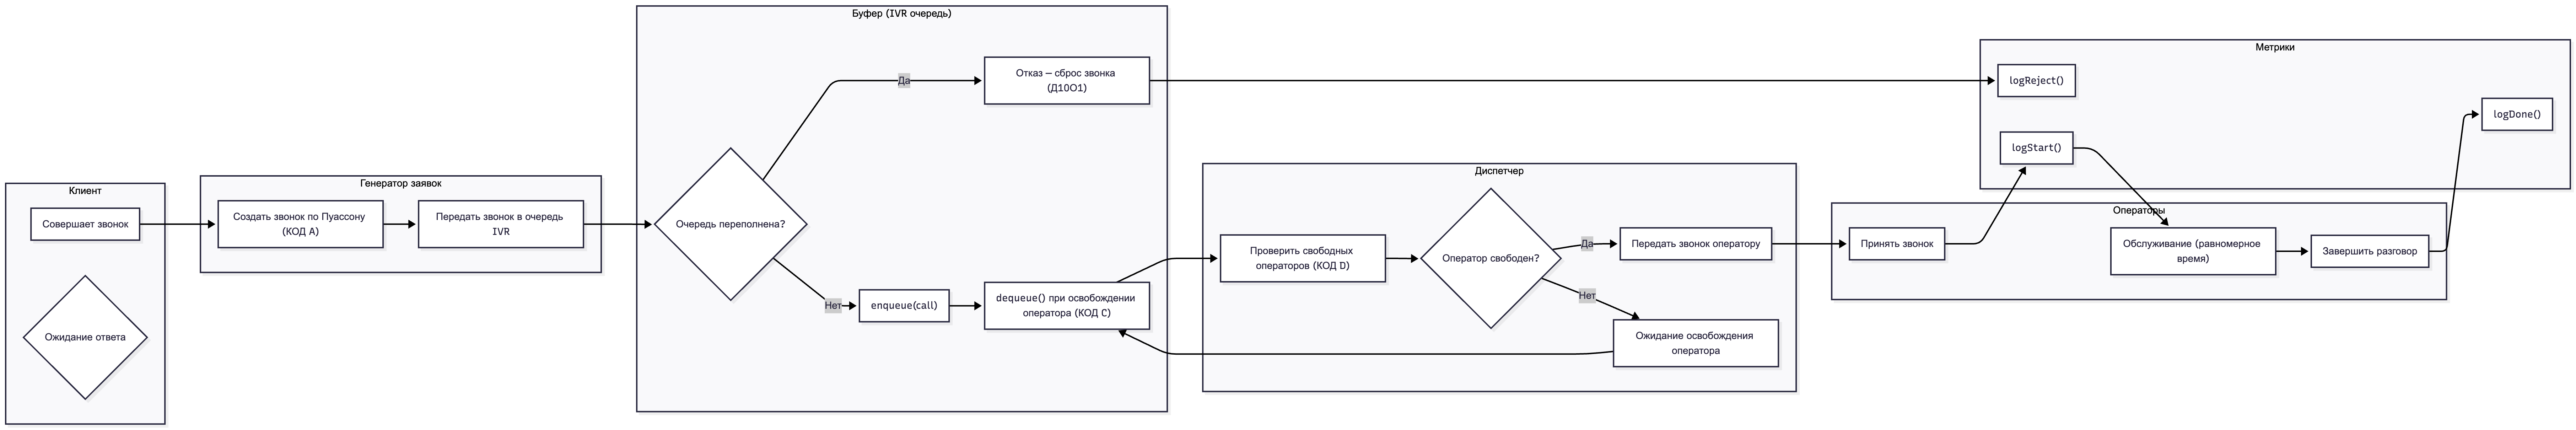 Клиент
Совершает звонок
Ожидание ответа
Генератор заявок
Создать звонок по Пуассону
(КОД A)
Передать звонок в очередь
IVR
Буфер (IVR очередь)
Очередь переполнена?
Да
Отказ — сброс звонка
(Д10О1)
Нет
enqueue(call)
dequeue() при освобождении
оператора (КОД C)
Диспетчер
Проверить свободных
операторов (КОД D)
Оператор свободен?
Да
Передать звонок оператору
Нет
Ожидание освобождения
оператора
Операторы
Принять звонок
Обслуживание (равномерное
время)
Завершить разговор
Метрики
logReject()
logStart()
logDone()